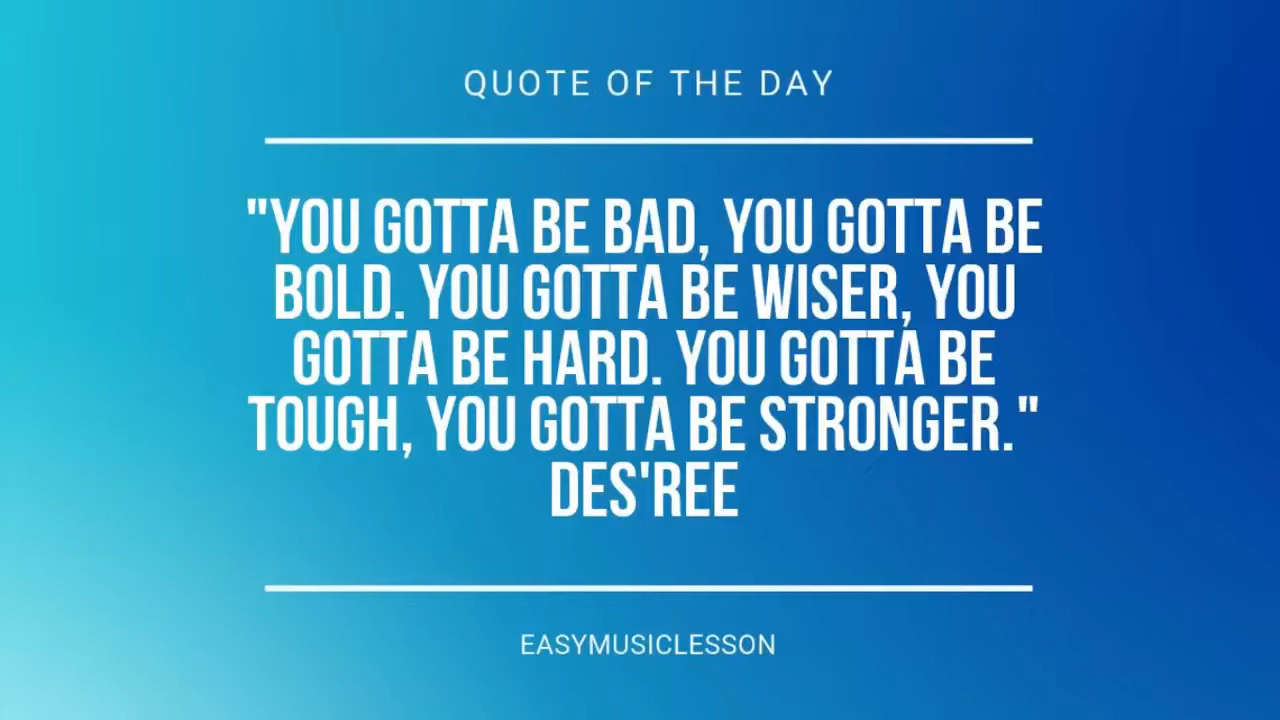 QUOTE OF THE DAY
"YOU GOTTA BE BAD, YOU GOTTA BE
BOLD. YOU GOTTA BE WISER, YOU
GOTTA BE HARD. YOU GOTTA BE
TOUGH, YOU GOTTA BE STRONGER."
DES'REE
EASYMUSICLESSON